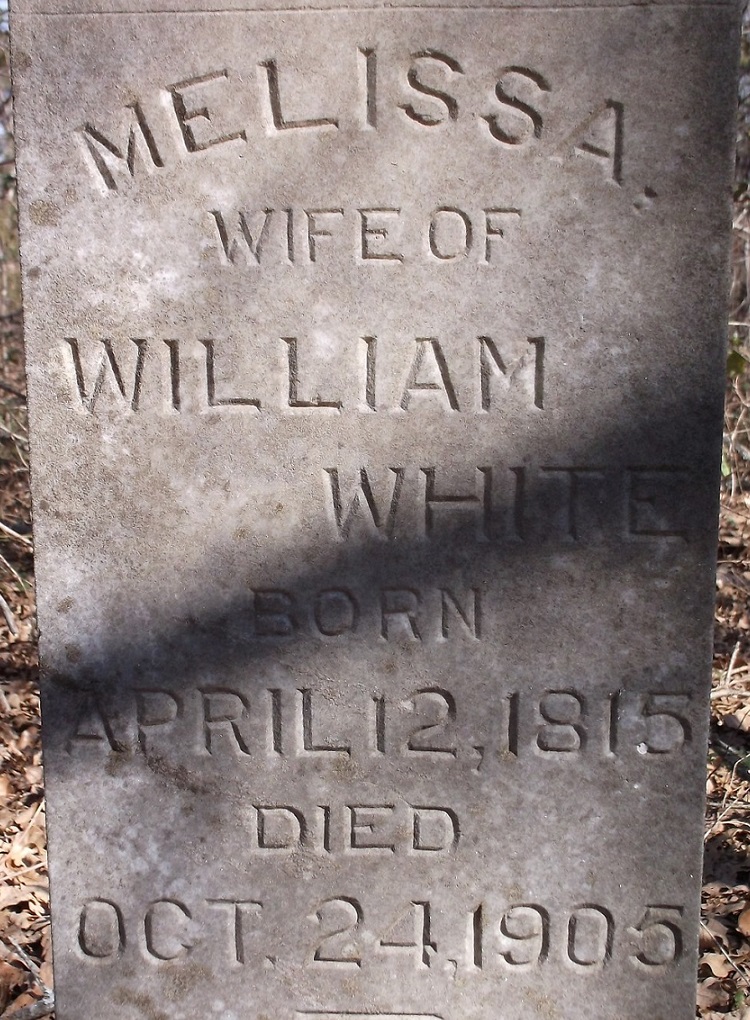 MELISSA.
WIFE OF
WILLIAM
WHITE
BORN
APRIL 12, 1815
DIED
OCT. 24, 1905